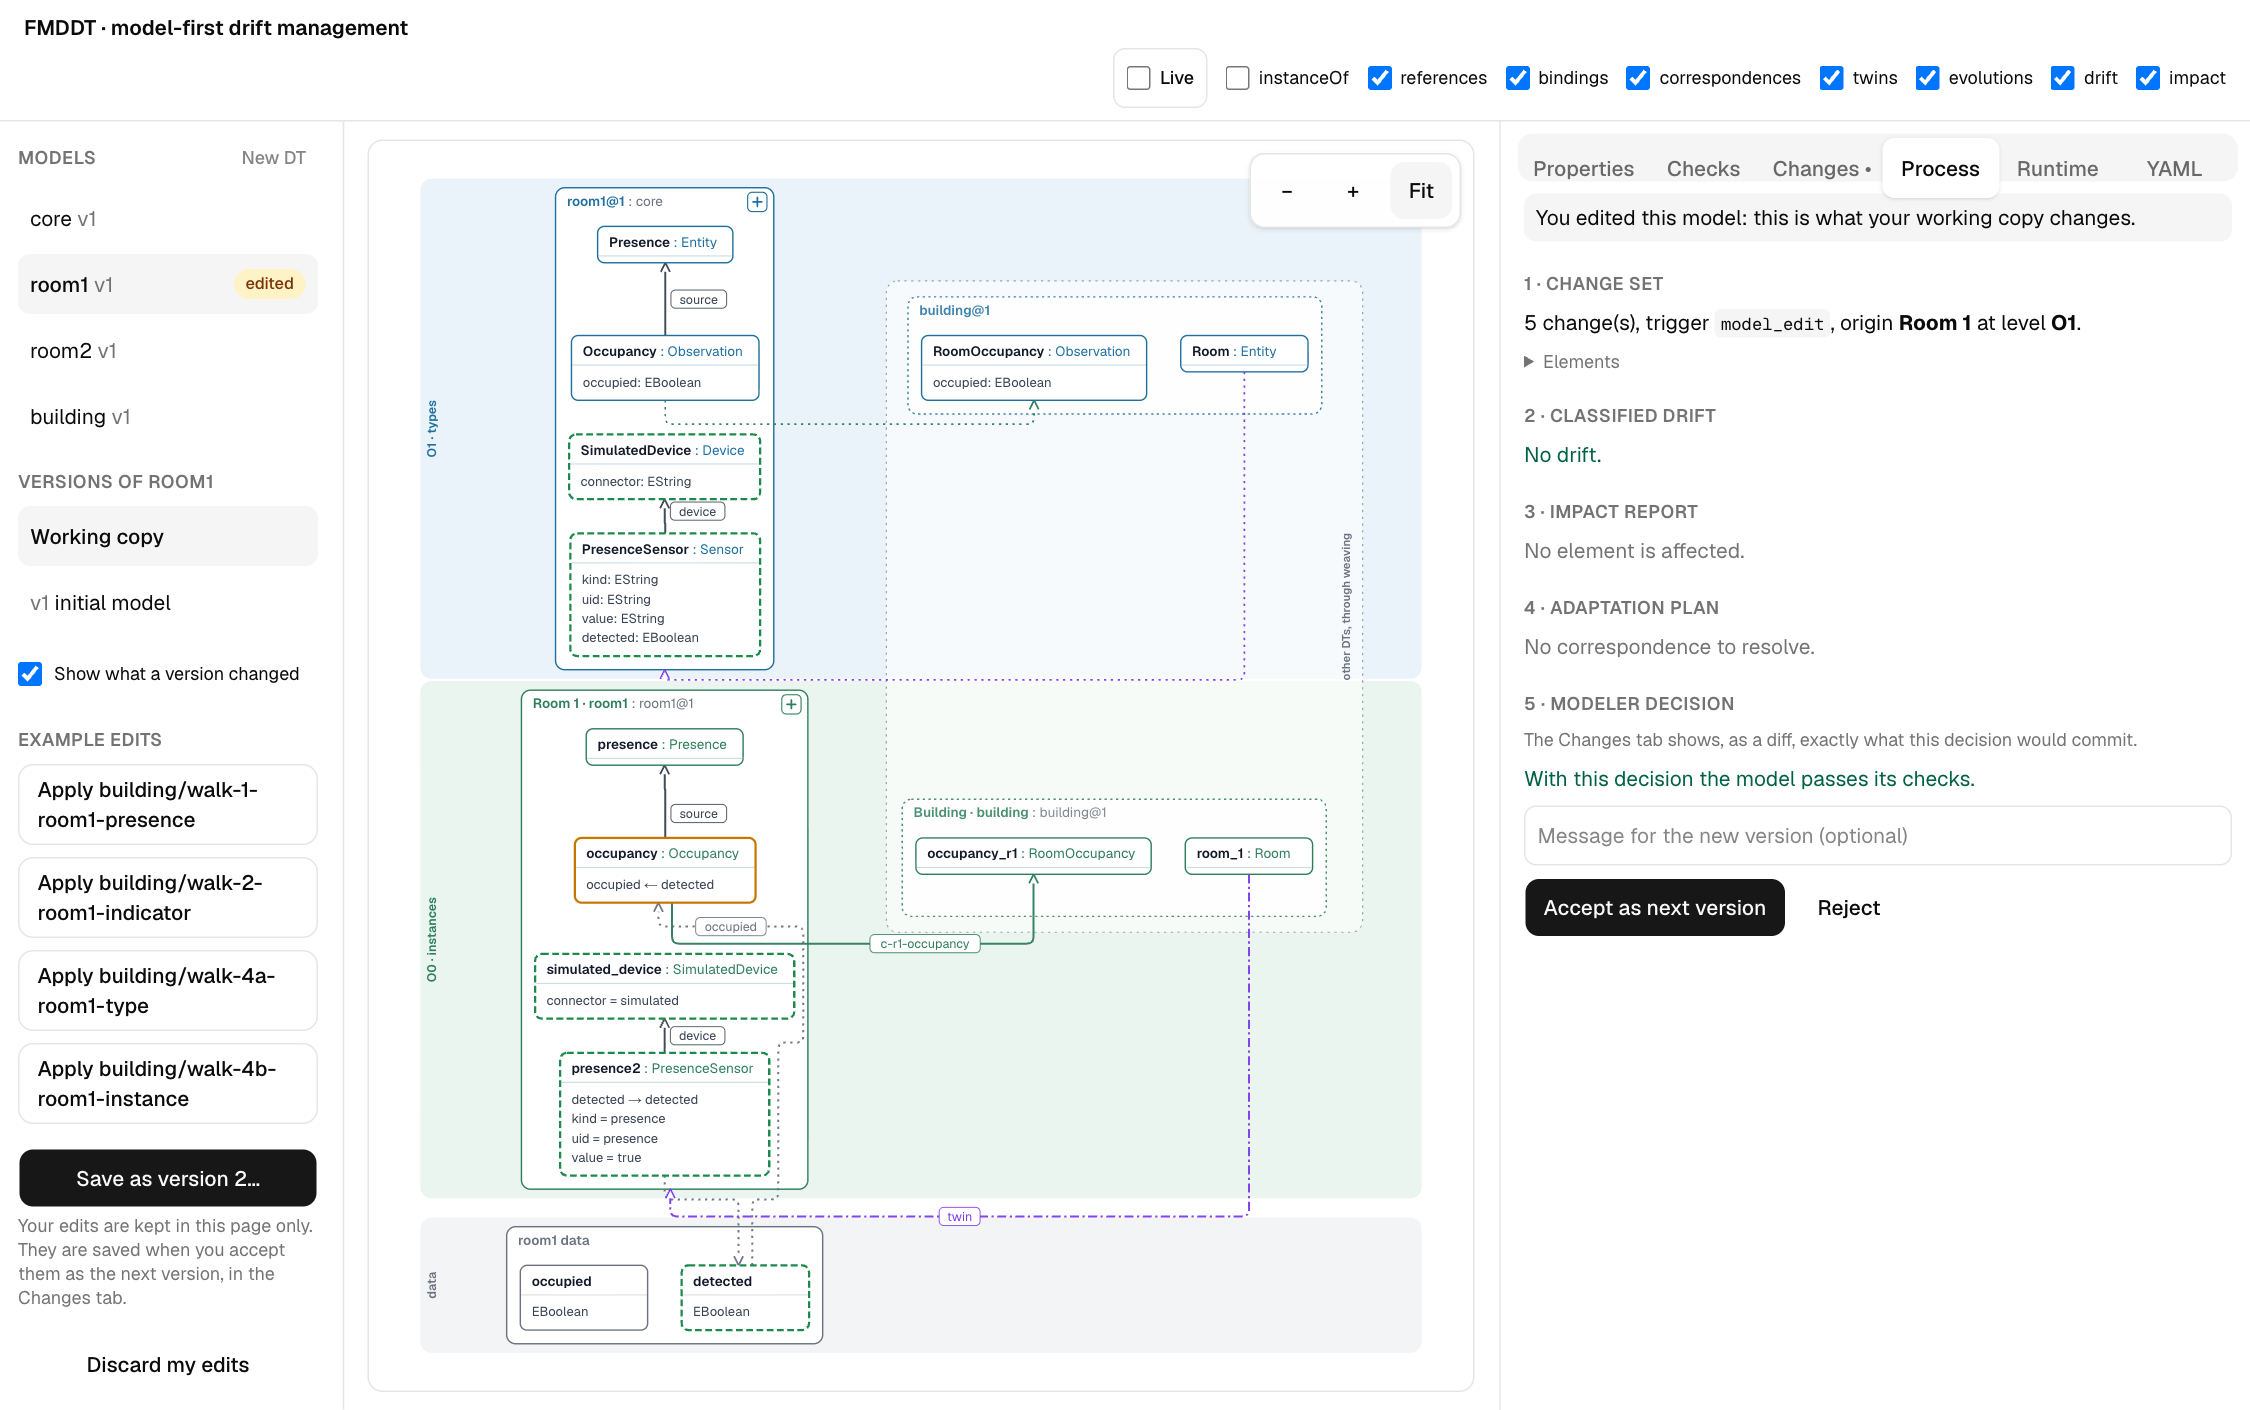 FMDDT · model-first drift management
Live
instanceOf
references
bindings
correspondences
twins
evolutions
drift
impact
MODELS
New DT
core v1
room1 v1
edited
room2 v1
building v1
VERSIONS OF ROOM1
Working copy
v1 initial model
Show what a version changed
EXAMPLE EDITS
Apply building/walk-1-
room1-presence
Apply building/walk-2-
room1-indicator
Apply building/walk-4a-
room1-type
Apply building/walk-4b-
room1-instance
Save as version 2...
Your edits are kept in this page only.
They are saved when you accept
them as the next version, in the
Changes tab.
Discard my edits
− + Fit
O1 · types
room1@1 : core
+
Presence : Entity
source
Occupancy : Observation
occupied: EBoolean
SimulatedDevice : Device
connector: EString
device
PresenceSensor : Sensor
kind: EString
uid: EString
value: EString
detected: EBoolean
building@1
RoomOccupancy : Observation
occupied: EBoolean
Room : Entity
other DTs, through weaving
O0 · instances
Room 1 · room1 : room1@1
+
presence : Presence
source
occupancy : Occupancy
occupied ← detected
occupied
c-r1-occupancy
simulated_device : SimulatedDevice
connector = simulated
device
presence2 : PresenceSensor
detected → detected
kind = presence
uid = presence
value = true
Building · building : building@1
occupancy_r1 : RoomOccupancy
room_1 : Room
twin
data
room1 data
occupied
EBoolean
detected
EBoolean
Properties
Checks
Changes •
Process
Runtime
YAML
You edited this model: this is what your working copy changes.
1 · CHANGE SET
5 change(s), trigger model_edit, origin Room 1 at level O1.
▶ Elements
2 · CLASSIFIED DRIFT
No drift.
3 · IMPACT REPORT
No element is affected.
4 · ADAPTATION PLAN
No correspondence to resolve.
5 · MODELER DECISION
The Changes tab shows, as a diff, exactly what this decision would commit.
With this decision the model passes its checks.
Message for the new version (optional)
Accept as next version
Reject